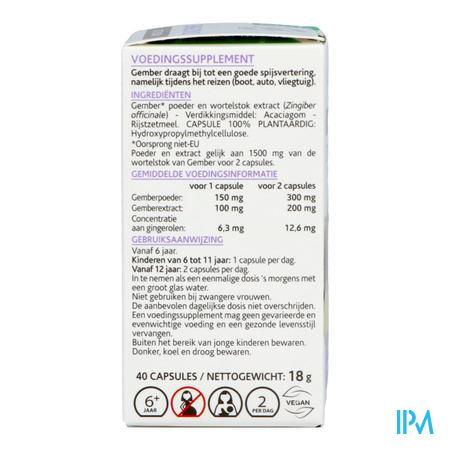 VOEDINGSSUPPLEMENT
Gember draagt bij tot een goede spijsvertering,
namelijk tijdens het reizen (boot, auto, vliegtuig).
INGREDIËNTEN
Gember* poeder en wortelstok extract (Zingiber
officinale) - Verdikkingsmiddel: Acaciagom -
Rijstzetmeel. CAPSULE 100% PLANTAARDIG:
Hydroxypropylmethylcellulose.
*Oorsprong niet-EU
Poeder en extract gelijk aan 1500 mg van de
wortelstok van Gember voor 2 capsules.
GEMIDDELDE VOEDINGSINFORMATIE
voor 1 capsule voor 2 capsules
Gemberpoeder: 150 mg 300 mg
Gemberextract: 100 mg 200 mg
Concentratie
aan gingerolen: 6,3 mg 12,6 mg
GEBRUIKSAANWIJZING
Vanaf 6 jaar.
Kinderen van 6 tot 11 jaar: 1 capsule per dag.
Vanaf 12 jaar: 2 capsules per dag.
In te nemen als een eenmalige dosis 's morgens met
een groot glas water.
Niet gebruiken bij zwangere vrouwen.
De aanbevolen dagelijkse dosis niet overschrijden.
Een voedingssupplement mag geen gevarieerde en
evenwichtige voeding en een gezonde levensstijl
vervangen.
Buiten het bereik van jonge kinderen bewaren.
Donker, koel en droog bewaren.
40 CAPSULES / NETTOGEWICHT: 18 g
6+
JAAR
2
PER DAG
VEGAN
IPM